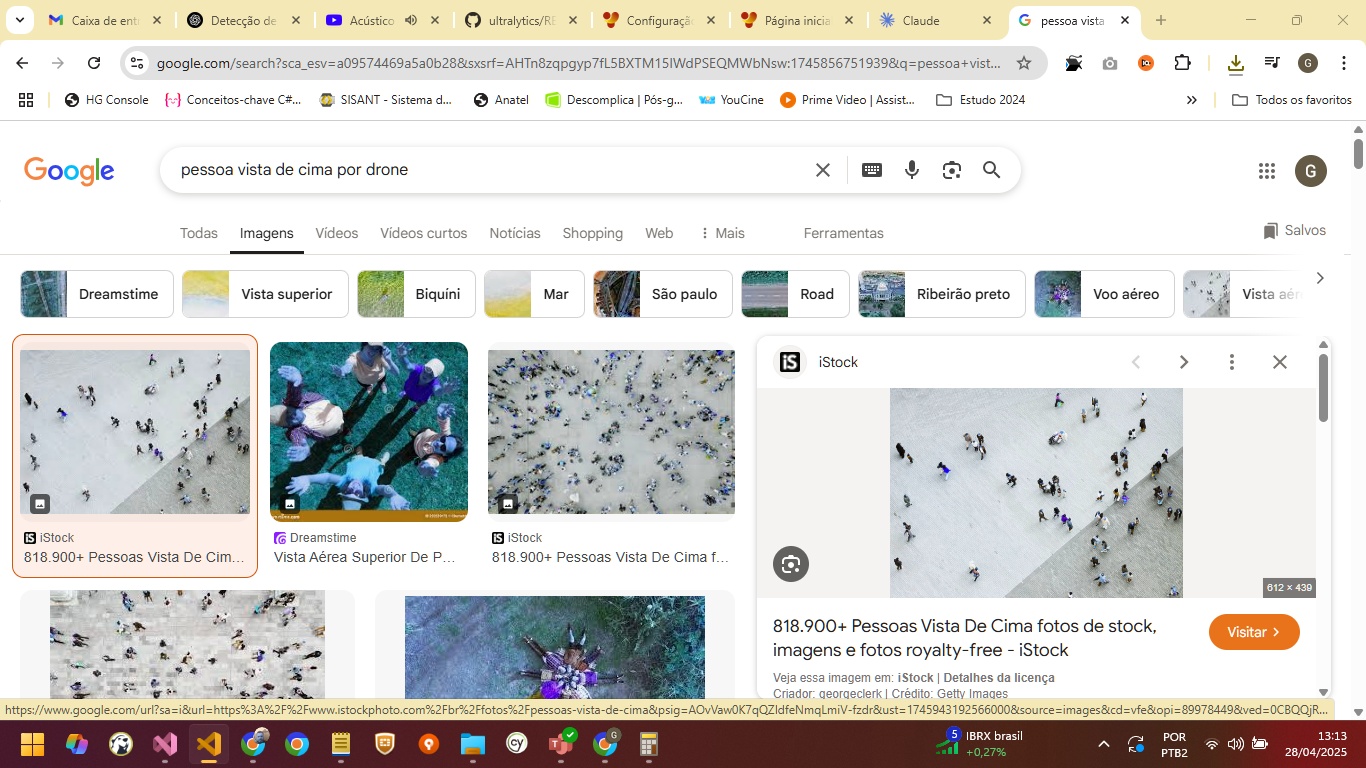 Caixa de ent
Detecção de
Acústico
ultralytics/RE
Configuração
Página inicia
Claude
pessoa vista
google.com/search?sca_esv=a09574469a5a0b28&sxsrf=AHTn8zqpgyp7fL5BXTM15IWdPSEQMWbNsw:1745856751939&q=pessoa+vist...
G
HG Console
Conceitos-chave C#...
SISANT - Sistema d...
Anatel
Descomplica | Pós-g...
YouCine
Prime Video | Assist...
Estudo 2024
Todos os favoritos
Google
pessoa vista de cima por drone
G
Todas
Imagens
Vídeos
Vídeos curtos
Notícias
Shopping
Web
Mais
Ferramentas
Salvos
Dreamstime
Vista superior
Biquíni
Mar
São paulo
Road
Ribeirão preto
Voo aéreo
Vista aére
iStock
818.900+ Pessoas Vista De Cim...
Dreamstime
Vista Aérea Superior De P...
iStock
818.900+ Pessoas Vista De Cima f...
iS iStock
612 × 439
818.900+ Pessoas Vista De Cima fotos de stock,
imagens e fotos royalty-free - iStock
Visitar
Veja essa imagem em: iStock | Detalhes da licença
Criador: georgeclerk | Crédito: Getty Images
https://www.google.com/url?sa=i&url=https%3A%2F%2Fwww.istockphoto.com%2Fbr%2Ffotos%2Fpessoas-vista-de-cima&psig=AOvVaw0K7qQZIdfeNmqLmiV-fzdr&ust=1745943192566000&source=images&cd=vfe&opi=89978449&ved=0CBQQjR...
5
IBRX brasil
+0,27%
POR
PTB2
13:13
28/04/2025